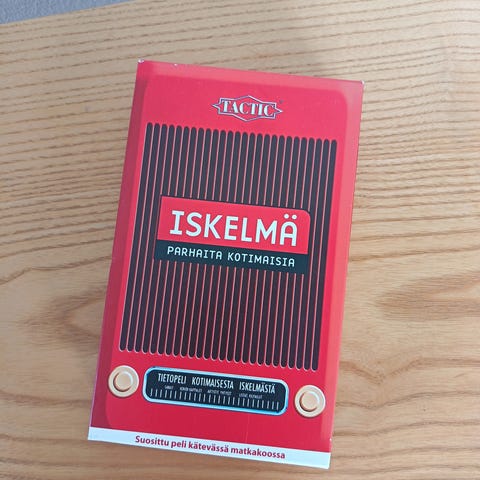 TACTIC
ISKELMÄ
PARHAITA KOTIMAISIA
TIETOPELI KOTIMAISESTA ISKELMÄSTÄ
Suosittu peli kätevässä matkakoossa